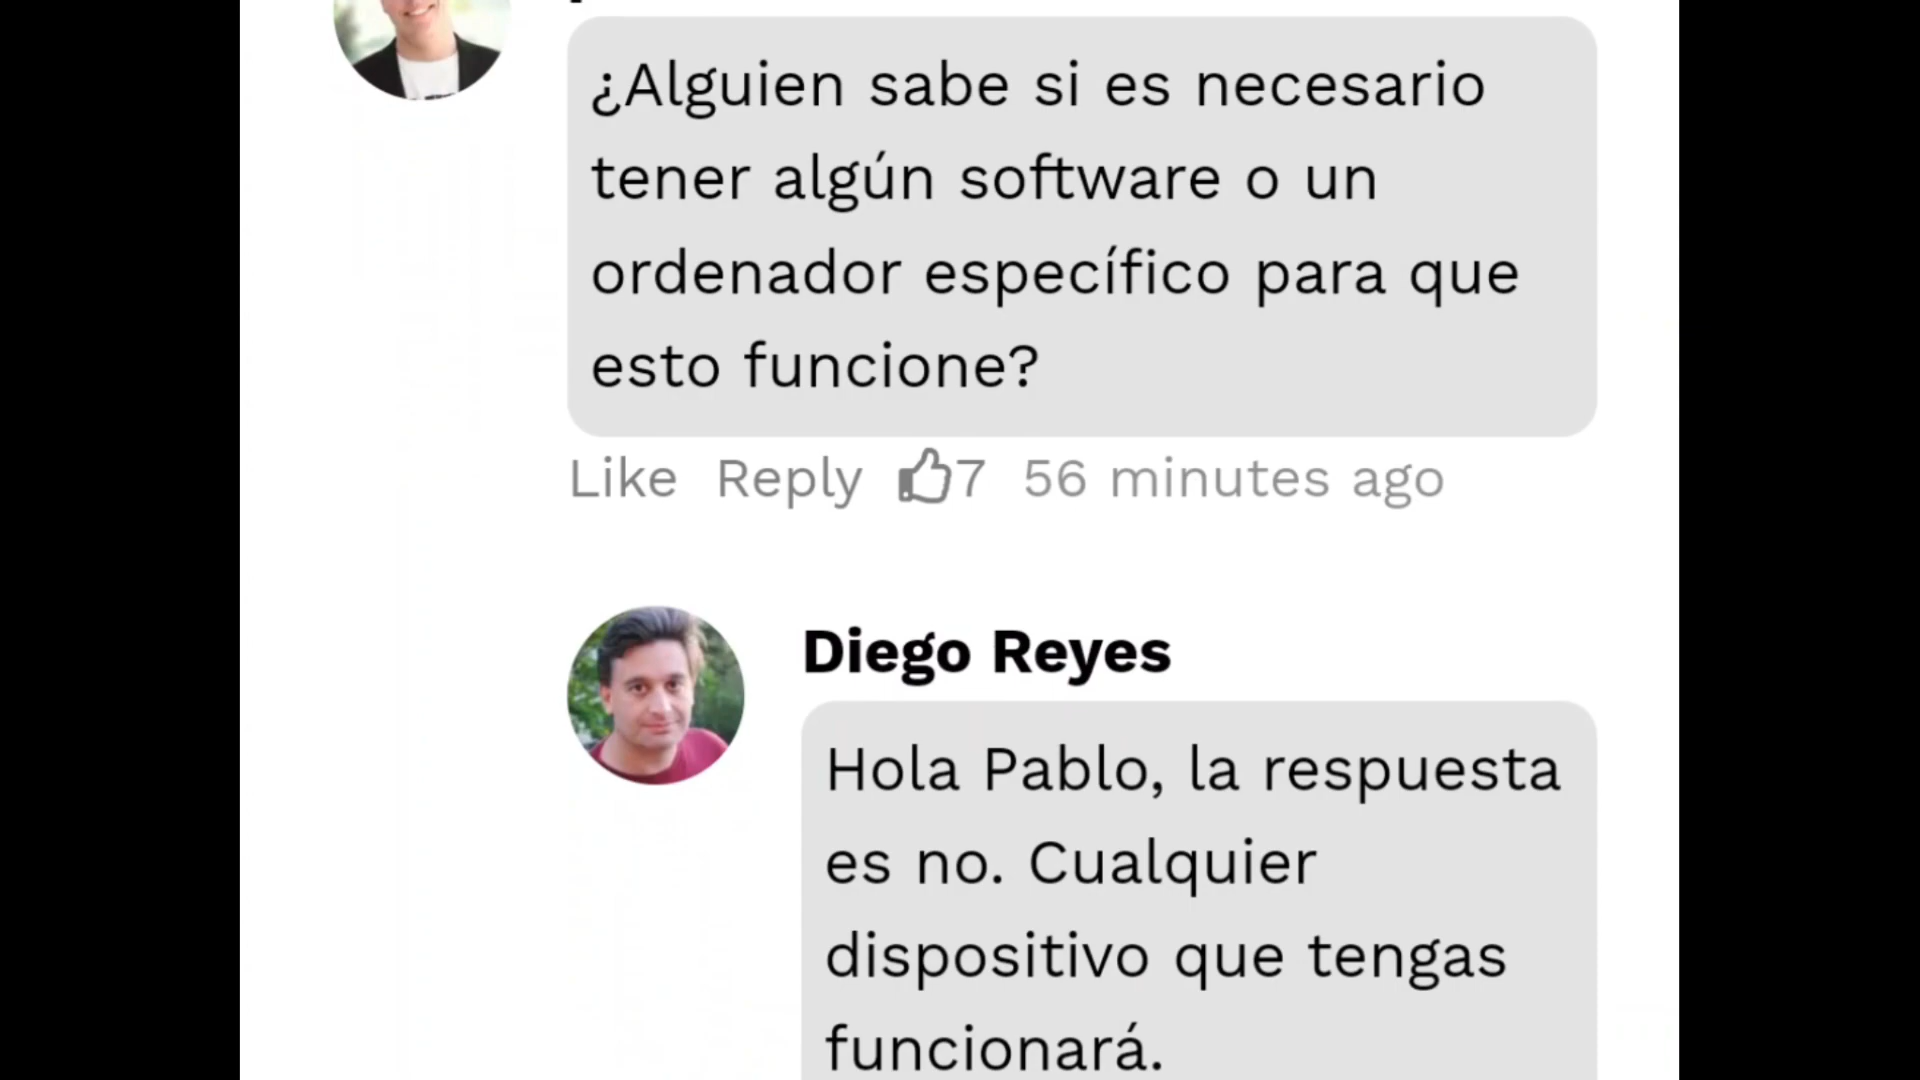 ¿Alguien sabe si es necesario
tener algún software o un
ordenador específico para que
esto funcione?
Like Reply 7 56 minutes ago
Diego Reyes
Hola Pablo, la respuesta
es no. Cualquier
dispositivo que tengas
funcionará.